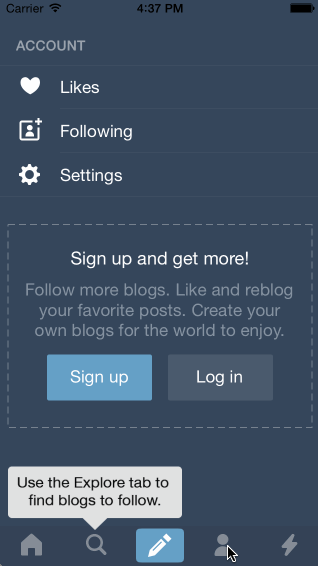 Carrier 4:37 PM
ACCOUNT
Likes
Following
Settings
Sign up and get more!
Follow more blogs. Like and reblog
your favorite posts. Create your
own blogs for the world to enjoy.
Sign up Log in
Use the Explore tab to
find blogs to follow.